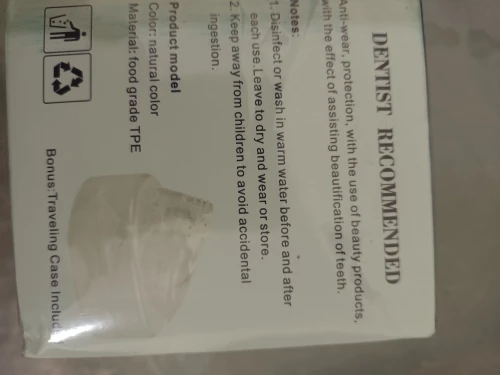 DENTIST RECOMMENDED
Anti-wear, protection, with the use of beauty products,
with the effect of assisting beautification of teeth.
Notes:
1. Disinfect or wash in warm water before and after
each use. Leave to dry and wear or store.
2. Keep away from children to avoid accidental
ingestion.
Product model
Color: natural color
Material: food grade TPE
Bonus:Traveling Case